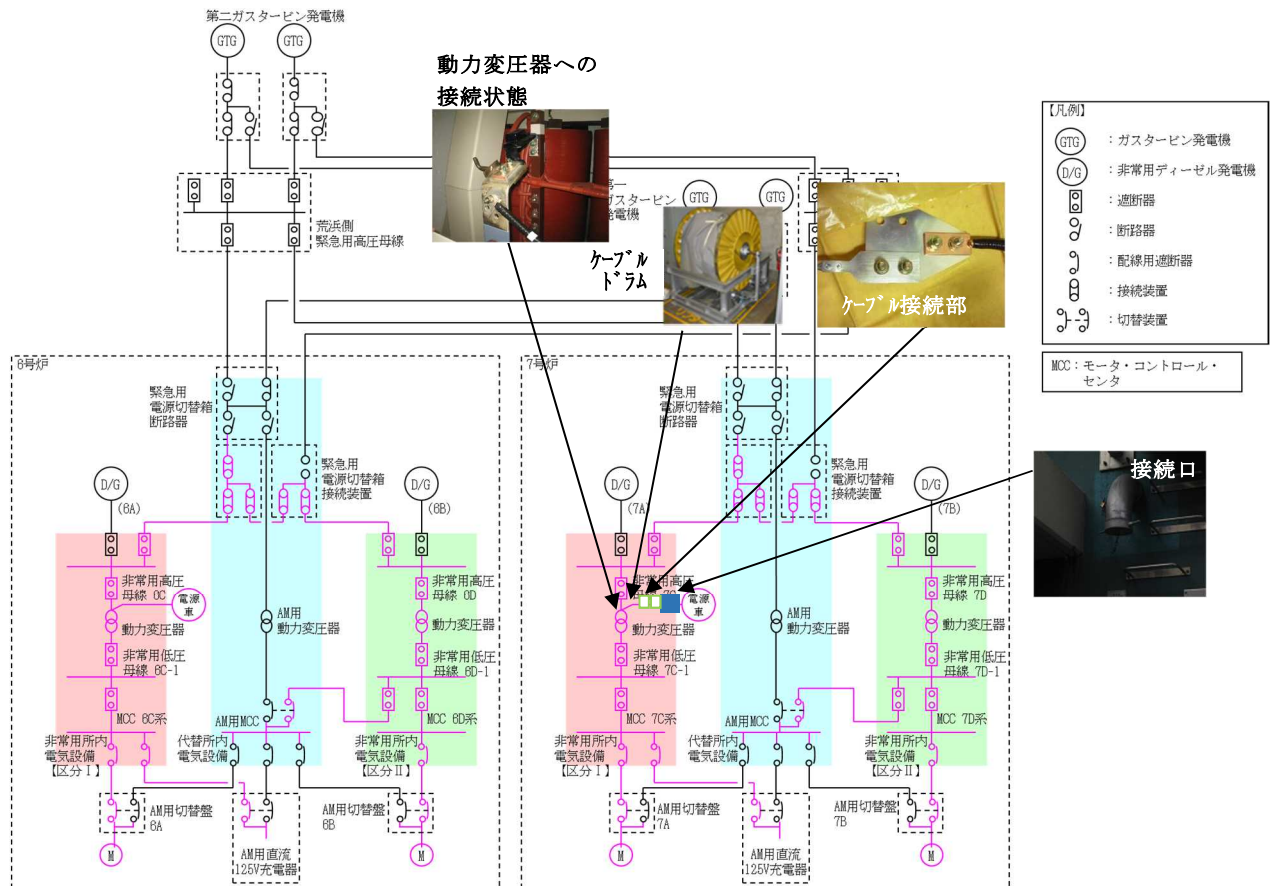 第二ガスタービン発電機
GTG
GTG
動力変圧器への
接続状態
荒浜側
緊急用高圧母線
第一
ガスタービン
発電機
GTG
GTG
ケーブル
ドラム
ケーブル接続部
【凡例】
GTG
：ガスタービン発電機
D/G
：非常用ディーゼル発電機
：遮断器
：断路器
：配線用遮断器
：接続装置
：切替装置
MCC：モータ・コントロール・
センタ
6号炉
緊急用
電源切替箱
断路器
緊急用
電源切替箱
接続装置
D/G
(6A)
D/G
(6B)
非常用高圧
母線 6C
電源
車
動力変圧器
非常用低圧
母線 6C-1
MCC 6C系
非常用所内
電気設備
【区分Ⅰ】
AM用
動力変圧器
AM用MCC
代替所内
電気設備
非常用高圧
母線 6D
動力変圧器
非常用低圧
母線 6D-1
MCC 6D系
非常用所内
電気設備
【区分Ⅱ】
AM用切替盤
6A
AM用切替盤
6B
M
AM用直流
125V充電器
M
7号炉
緊急用
電源切替箱
断路器
緊急用
電源切替箱
接続装置
接続口
D/G
(7A)
D/G
(7B)
非常用高圧
母線 7C
電源
車
動力変圧器
非常用低圧
母線 7C-1
MCC 7C系
非常用所内
電気設備
【区分Ⅰ】
AM用
動力変圧器
AM用MCC
代替所内
電気設備
非常用高圧
母線 7D
動力変圧器
非常用低圧
母線 7D-1
MCC 7D系
非常用所内
電気設備
【区分Ⅱ】
AM用切替盤
7A
AM用切替盤
7B
M
AM用直流
125V充電器
M